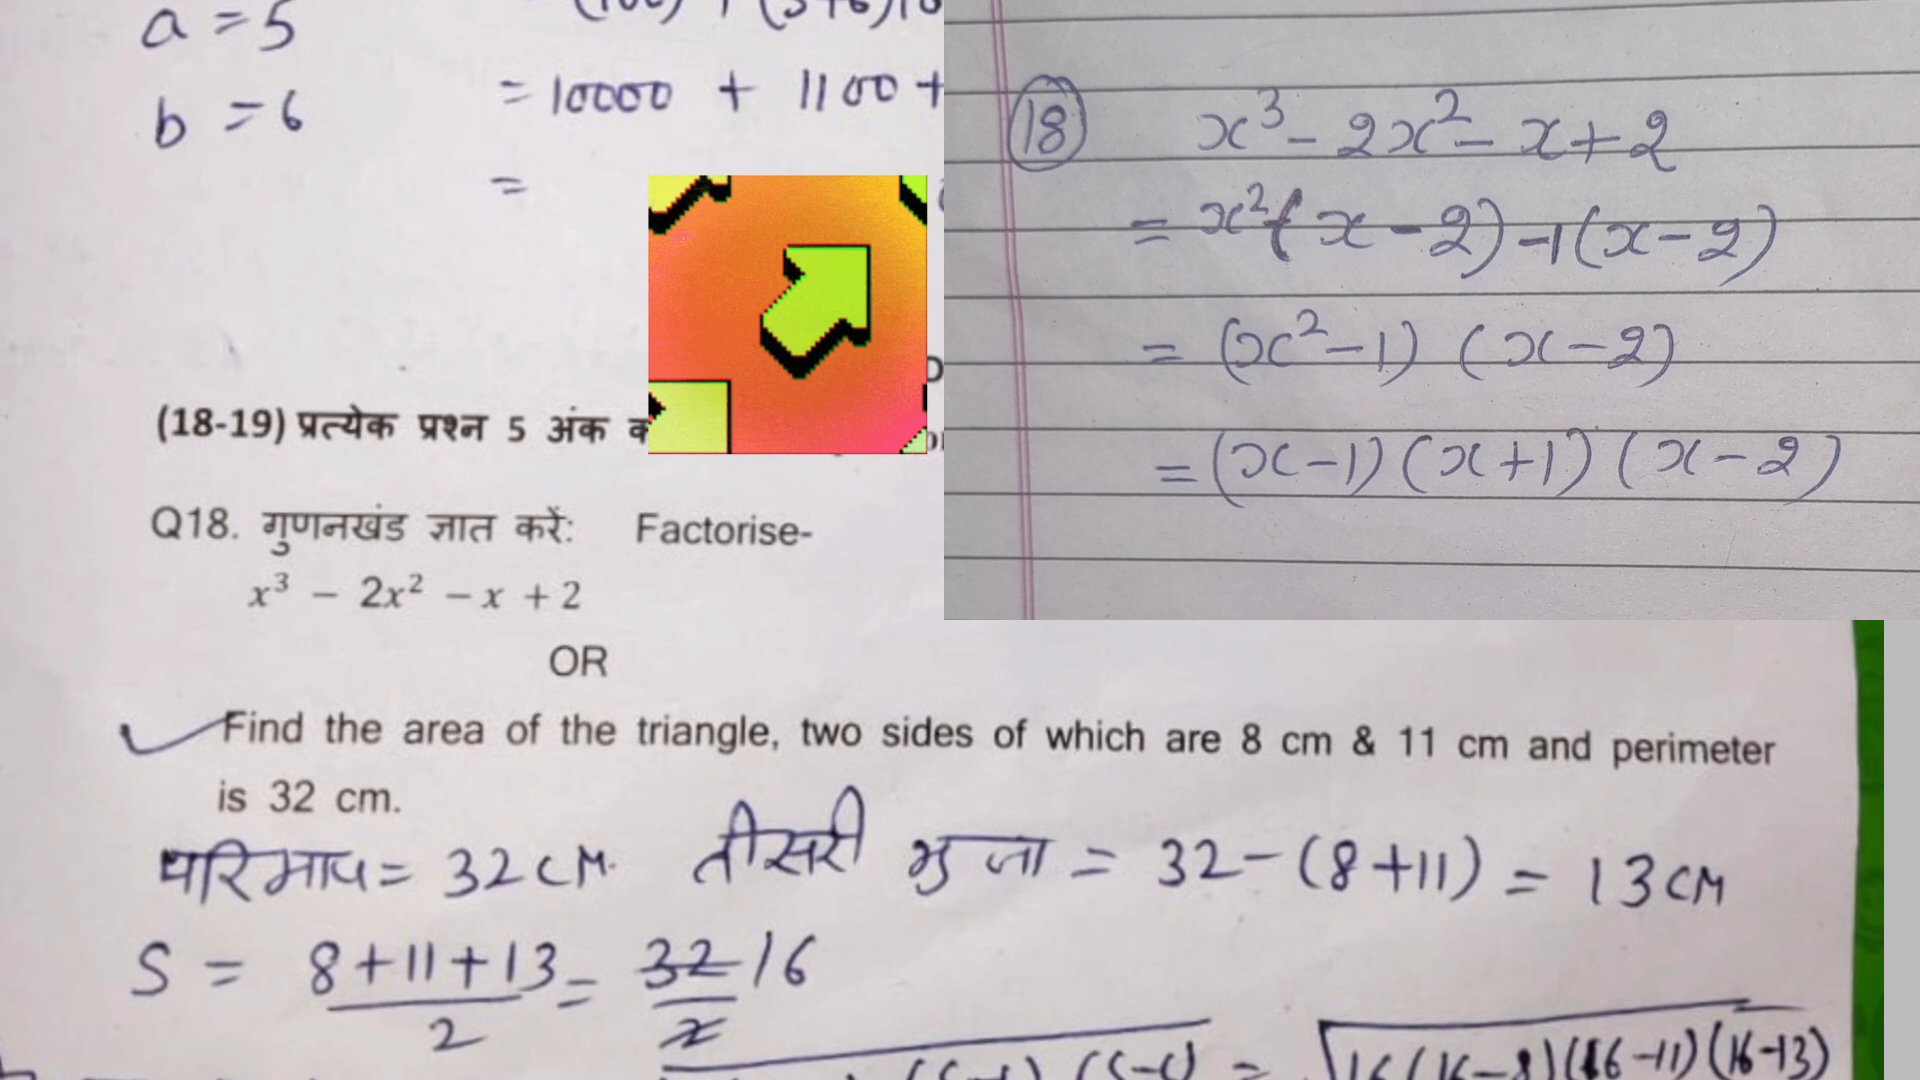 a = 5
b = 6
= 10000 + 1100 +
=
(18-19) प्रत्येक प्रश्न 5 अंक
Q18. गुणनखंड ज्ञात करें: Factorise-
x³ − 2x² − x + 2
OR
Find the area of the triangle, two sides of which are 8 cm & 11 cm and perimeter
is 32 cm.
परिमाप = 32 CM. तीसरी भुजा = 32 - (8+11) = 13 CM
S = 8+11+13/2 = 32/2 16
= √16(16-8)(16-11)(16-13)
18 x³ - 2x² - x + 2
= x²(x - 2) -1(x - 2)
= (x² - 1) (x - 2)
= (x - 1) (x + 1) (x - 2)